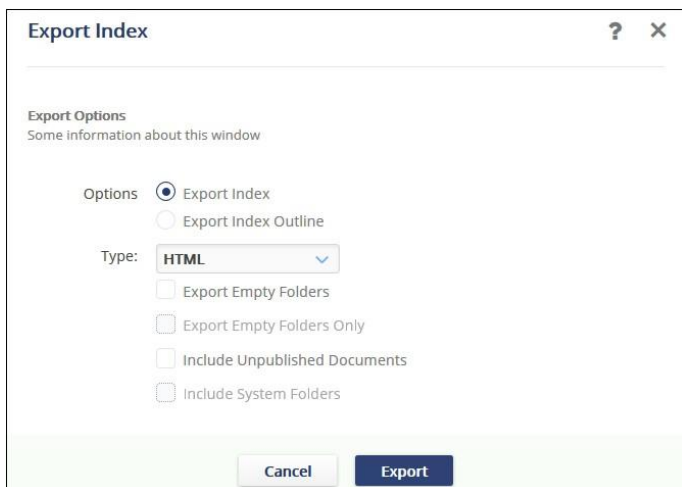 Export Index ? ×
Export Options
Some information about this window
Options Export Index
Export Index Outline
Type: HTML
Export Empty Folders
Export Empty Folders Only
Include Unpublished Documents
Include System Folders
Cancel Export